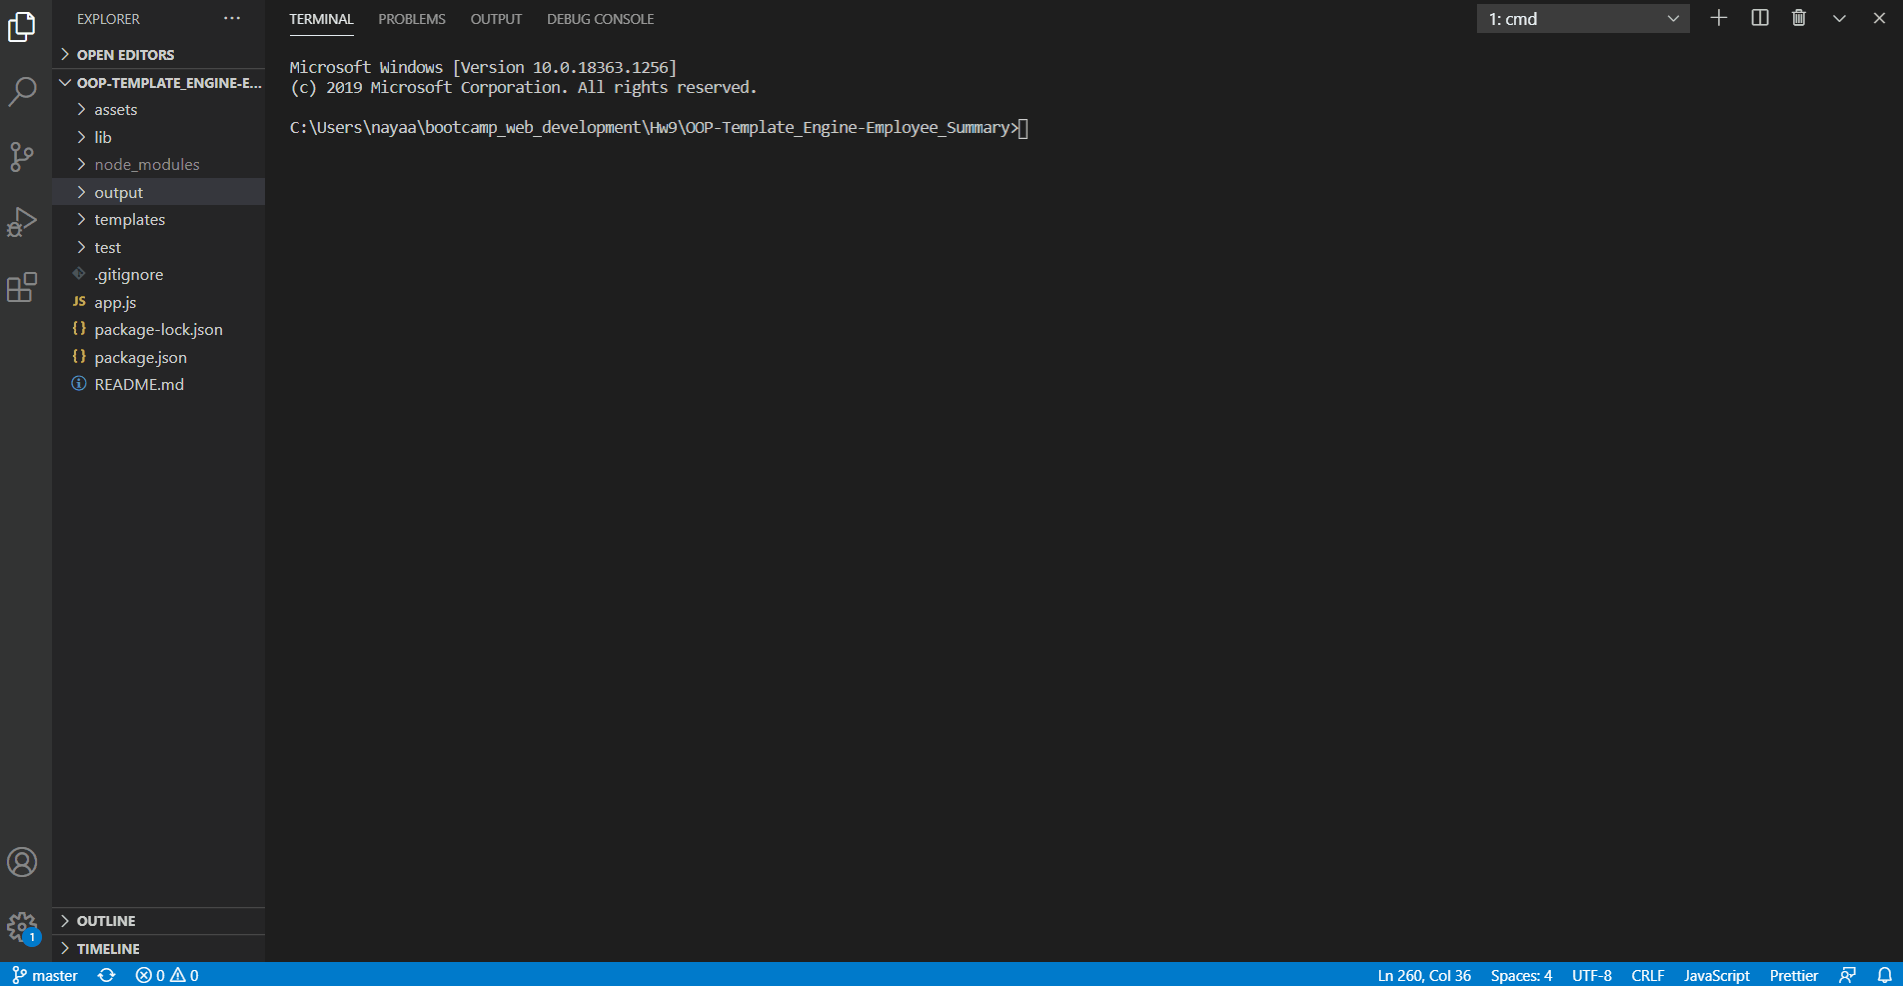 EXPLORER
OPEN EDITORS
OOP-TEMPLATE_ENGINE-E...
assets
lib
node_modules
output
templates
test
.gitignore
JS app.js
{} package-lock.json
{} package.json
README.md
OUTLINE
TIMELINE
TERMINAL PROBLEMS OUTPUT DEBUG CONSOLE
1: cmd
Microsoft Windows [Version 10.0.18363.1256]
(c) 2019 Microsoft Corporation. All rights reserved.
C:\Users\nayaa\bootcamp_web_development\Hw9\OOP-Template_Engine-Employee_Summary>
1
master 0 0
Ln 260, Col 36 Spaces: 4 UTF-8 CRLF JavaScript Prettier